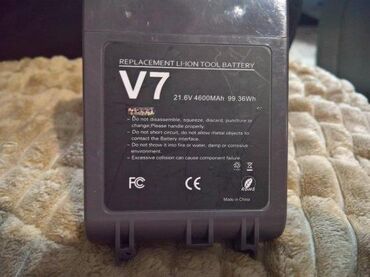 REPLACEMENT LI-ION TOOL BATTERY
V7
21.6V 4600MAh 99.36Wh
- Do not disassemble, squeeze, discard, puncture or
change.Please handle properly.
- Do not short circuit, do not allow metal objects to
contact the Battery interface.
- Do not throw it into fire or water, damp or corrosive
environment.
- Excessive collision can cause component failure.
FC CE RoHS
Made in China